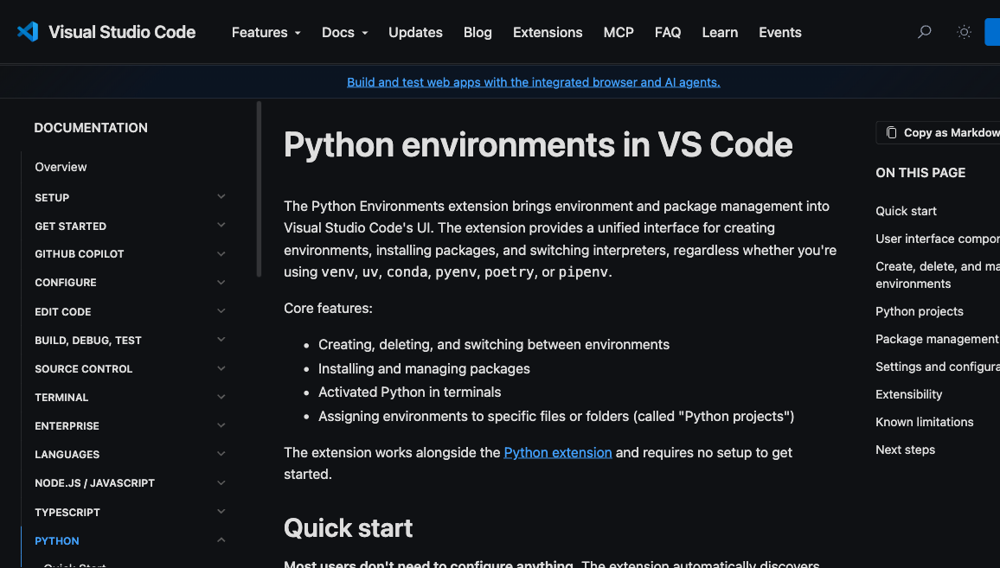 Visual Studio Code
Features
Docs
Updates
Blog
Extensions
MCP
FAQ
Learn
Events
Build and test web apps with the integrated browser and AI agents.
DOCUMENTATION
Overview
SETUP
GET STARTED
GITHUB COPILOT
CONFIGURE
EDIT CODE
BUILD, DEBUG, TEST
SOURCE CONTROL
TERMINAL
ENTERPRISE
LANGUAGES
NODE.JS / JAVASCRIPT
TYPESCRIPT
PYTHON
Quick Start
Python environments in VS Code
The Python Environments extension brings environment and package management into
Visual Studio Code's UI. The extension provides a unified interface for creating
environments, installing packages, and switching interpreters, regardless whether you're
using venv, uv, conda, pyenv, poetry, or pipenv.
Core features:
• Creating, deleting, and switching between environments
• Installing and managing packages
• Activated Python in terminals
• Assigning environments to specific files or folders (called "Python projects")
The extension works alongside the Python extension and requires no setup to get
started.
Quick start
Most users don't need to configure anything. The extension automatically discovers
Copy as Markdow
ON THIS PAGE
Quick start
User interface compor
Create, delete, and ma
environments
Python projects
Package management
Settings and configura
Extensibility
Known limitations
Next steps